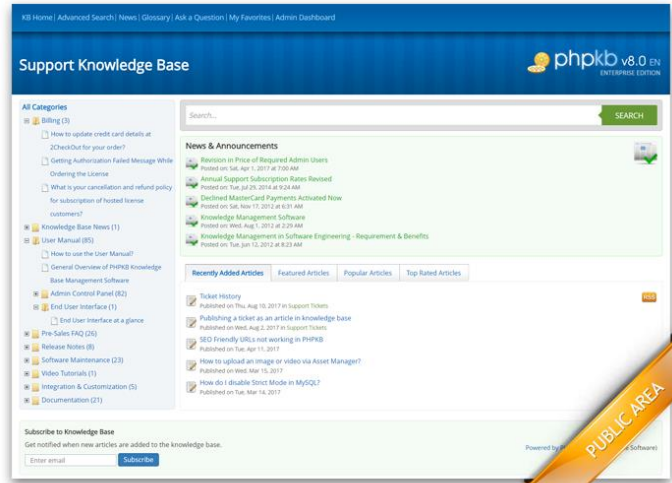 KB Home | Advanced Search | News | Glossary | Ask a Question | My Favorites | Admin Dashboard
Support Knowledge Base
phpkb v8.0 EN
ENTERPRISE EDITION
All Categories
Billing (3)
How to update credit card details at
2CheckOut for your order?
Getting Authorization Failed Message While
Ordering the License
What is your cancellation and refund policy
for subscription of hosted license
customers?
Knowledge Base News (1)
User Manual (85)
How to use the User Manual?
General Overview of PHPKB Knowledge
Base Management Software
Admin Control Panel (82)
End User Interface (1)
End User Interface at a glance
Pre-Sales FAQ (26)
Release Notes (8)
Software Maintenance (23)
Video Tutorials (1)
Integration & Customization (5)
Documentation (21)
Search...
SEARCH
News & Announcements
Revision in Price of Required Admin Users
Posted on: Sat, Apr 1, 2017 at 7:00 AM
Annual Support Subscription Rates Revised
Posted on: Tue, Jul 29, 2014 at 9:24 AM
Declined MasterCard Payments Activated Now
Posted on: Sat, Nov 17, 2012 at 6:31 AM
Knowledge Management Software
Posted on: Wed, Aug 1, 2012 at 2:29 AM
Knowledge Management in Software Engineering - Requirement & Benefits
Posted on: Tue, Jun 12, 2012 at 8:23 AM
Recently Added Articles Featured Articles Popular Articles Top Rated Articles
RSS
Ticket History
Published on Thu, Aug 10, 2017 in Support Tickets
Publishing a ticket as an article in knowledge base
Published on Wed, Aug 2, 2017 in Support Tickets
SEO Friendly URLs not working in PHPKB
Published on Tue, Apr 11, 2017
How to upload an image or video via Asset Manager?
Published on Wed, Mar 15, 2017
How do I disable Strict Mode in MySQL?
Published on Tue, Mar 14, 2017
Subscribe to Knowledge Base
Get notified when new articles are added to the knowledge base.
Enter email
Subscribe
Powered by
Software)
PUBLIC AREA